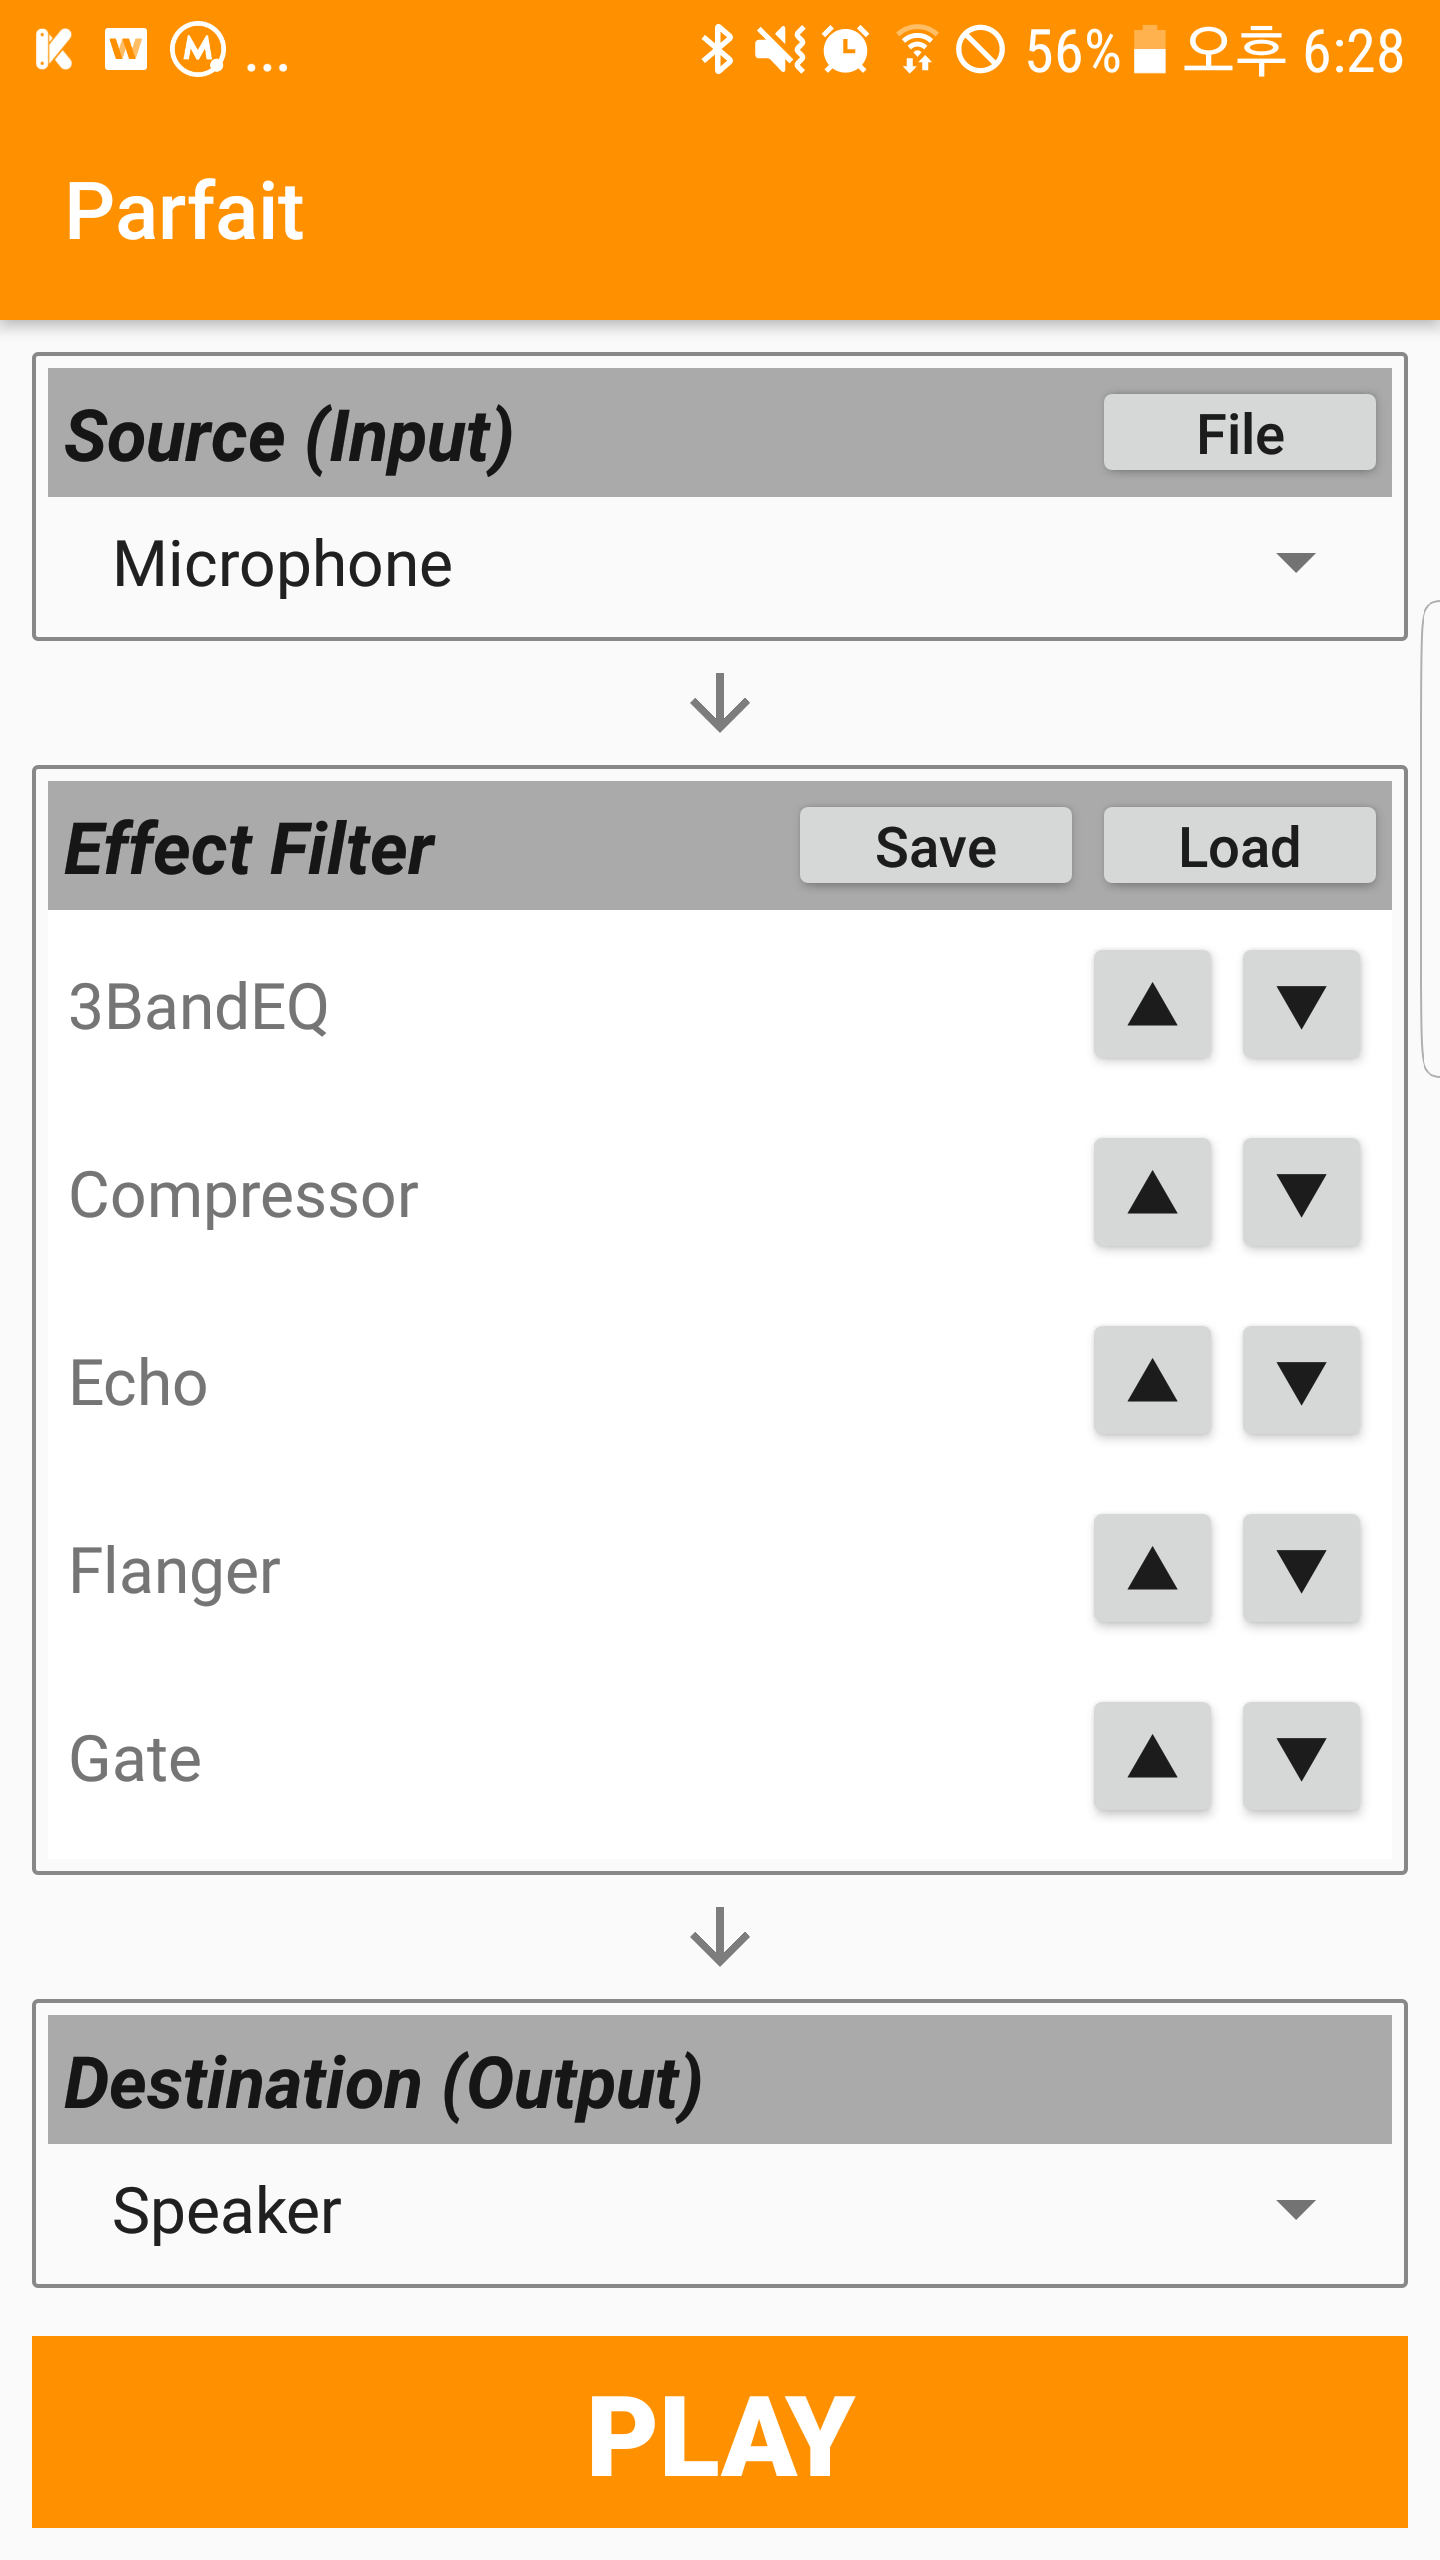 ... 56% 오후 6:28
Parfait
Source (Input) File
Microphone
Effect Filter Save Load
3BandEQ
Compressor
Echo
Flanger
Gate
Destination (Output)
Speaker
PLAY